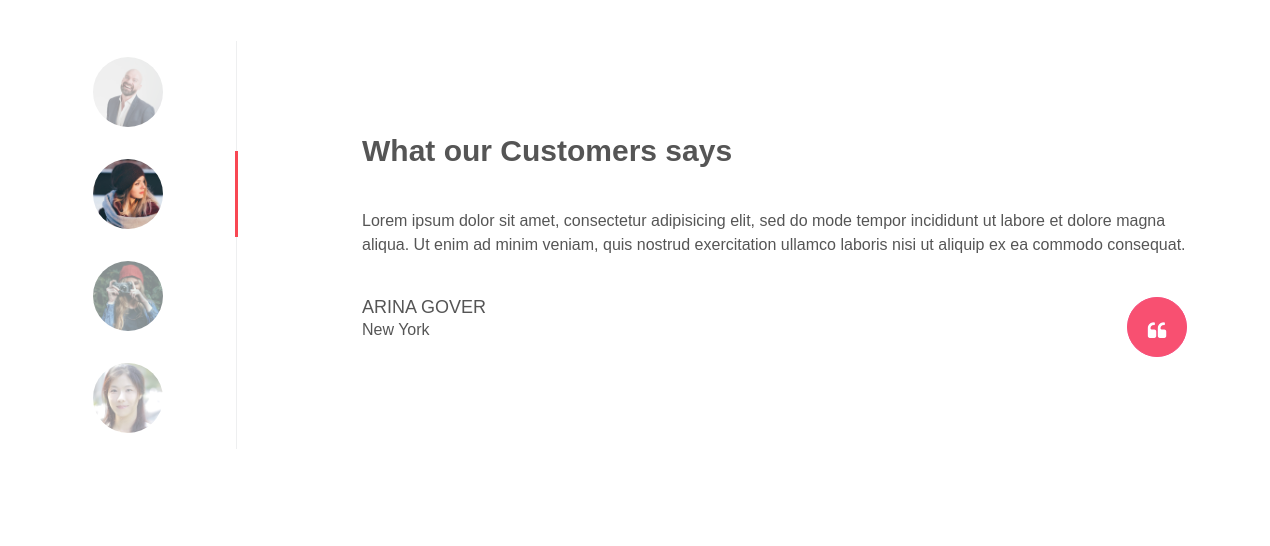 What our Customers says
Lorem ipsum dolor sit amet, consectetur adipisicing elit, sed do mode tempor incididunt ut labore et dolore magna
aliqua. Ut enim ad minim veniam, quis nostrud exercitation ullamco laboris nisi ut aliquip ex ea commodo consequat.
ARINA GOVER
New York